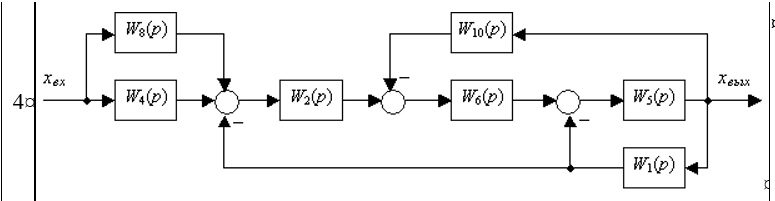 W₈(p)
W₁₀(p)
–
4¤
xвх
W₄(p)
–
W₂(p)
W₆(p)
–
W₅(p)
xвых
W₁(p)
¤